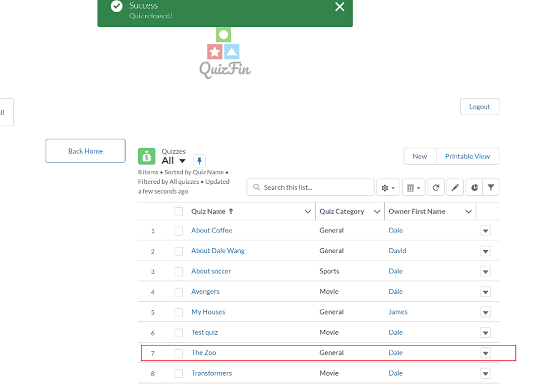 Success
Quiz released!
QuizFin
Logout
Back Home
Quizzes
All
New
Printable View
8 items • Sorted by Quiz Name •
Filtered by All quizzes • Updated
a few seconds ago
Search this list...
Quiz Name
Quiz Category
Owner First Name
1 About Coffee General Dale
2 About Dale Wang General David
3 About soccer Sports Dale
4 Avengers Movie Dale
5 My Houses General James
6 Test quiz Movie Dale
7 The Zoo General Dale
8 Transformers Movie Dale